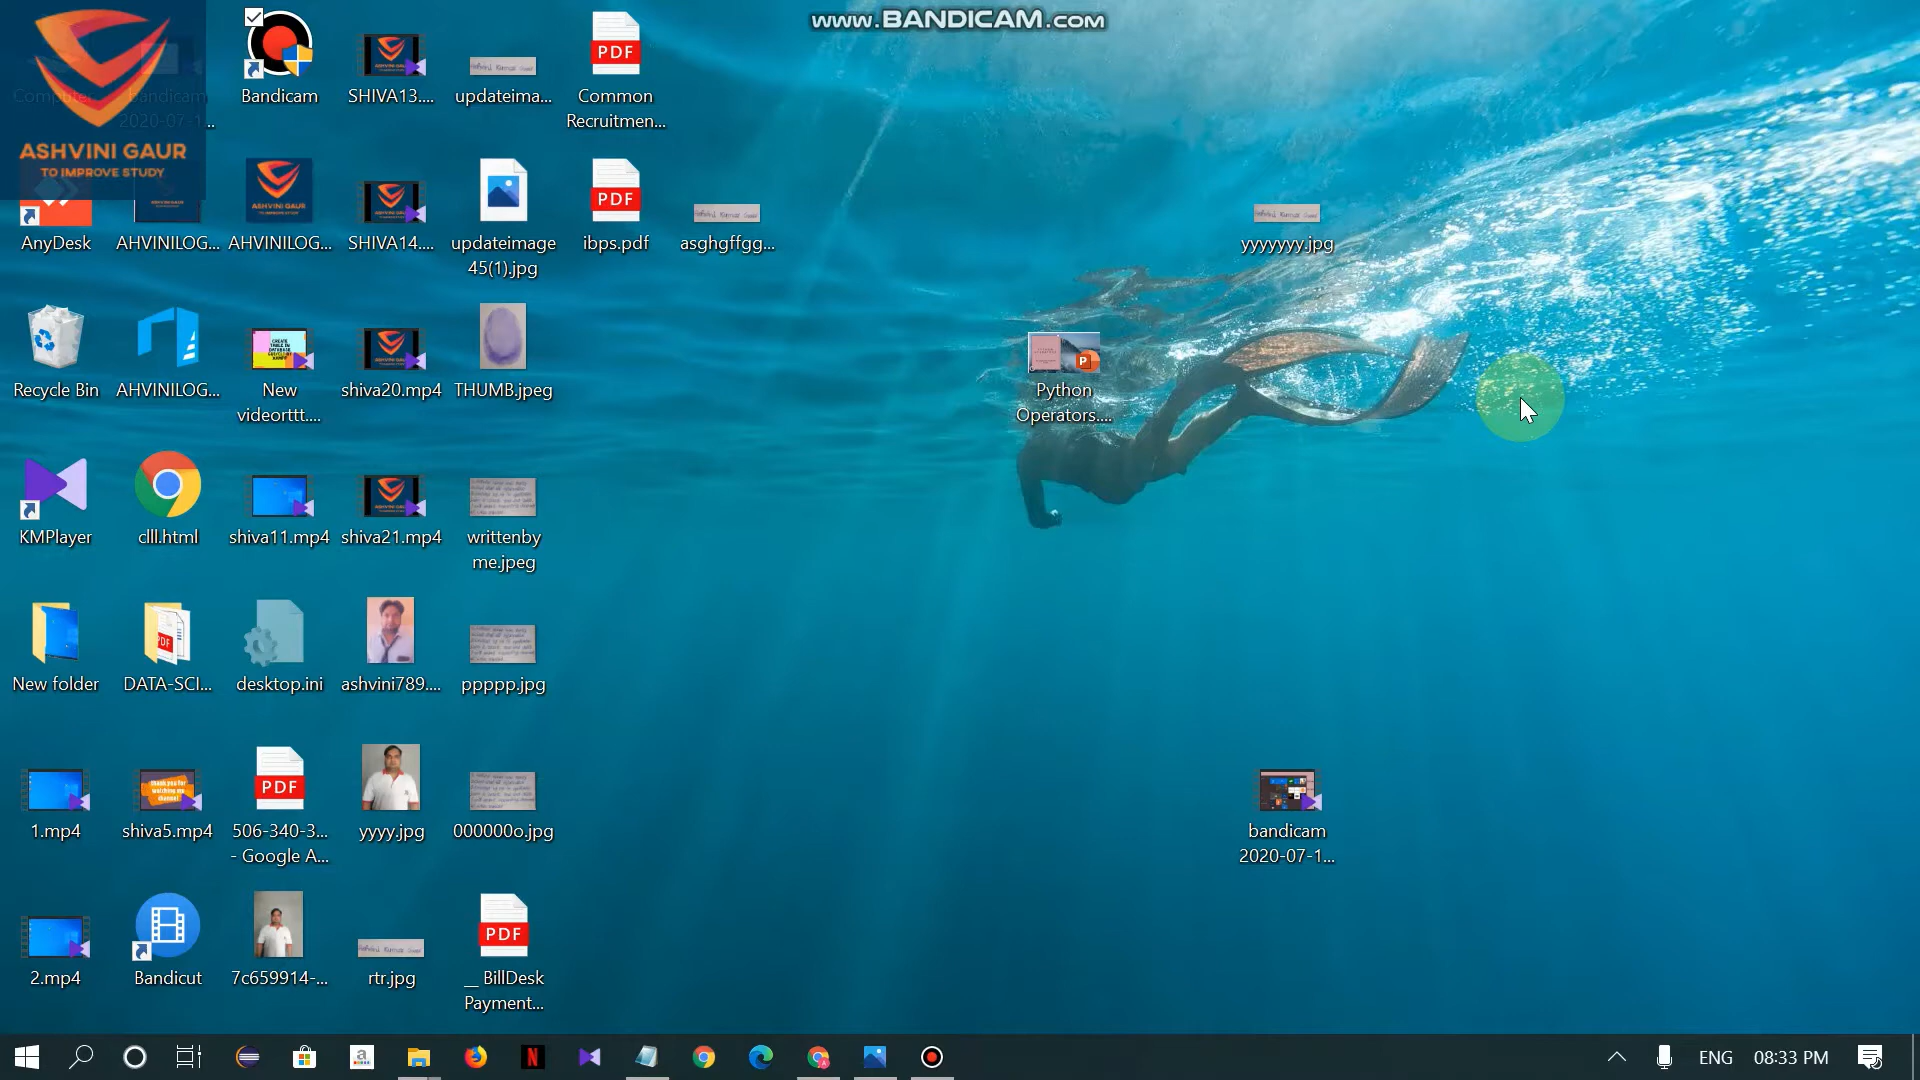 WWW.BANDICAM.COM
ASHVINI GAUR
TO IMPROVE STUDY
Bandicam
SHIVA13....
updateima...
Common
Recruitmen...
AnyDesk
AHVINILOG...
AHVINILOG...
SHIVA14....
updateimage
45(1).jpg
ibps.pdf
asghgffgg...
yyyyyyy.jpg
Recycle Bin
AHVINILOG...
New
videorttt....
shiva20.mp4
THUMB.jpeg
Python
Operators....
KMPlayer
clll.html
shiva11.mp4
shiva21.mp4
writtenby
me.jpeg
New folder
DATA-SCI...
desktop.ini
ashvini789....
ppppp.jpg
1.mp4
shiva5.mp4
506-340-3...
- Google A...
yyyy.jpg
000000o.jpg
bandicam
2020-07-1...
2.mp4
Bandicut
7c659914-...
rtr.jpg
__ BillDesk
Payment...
ENG
08:33 PM
PDF
PDF
PDF
PDF